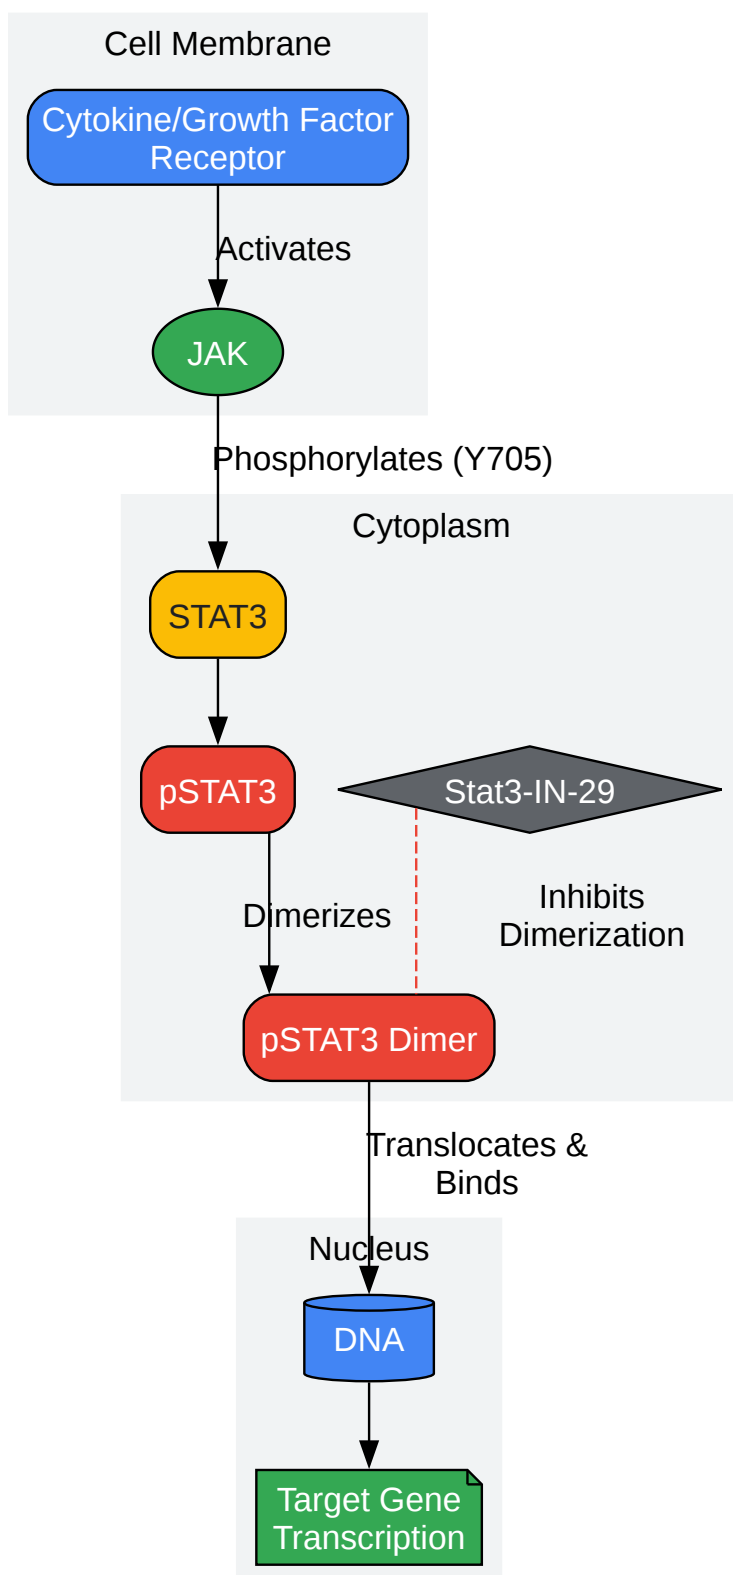 Cell Membrane
Cytokine/Growth Factor
Receptor
Activates
JAK
Phosphorylates (Y705)
Cytoplasm
STAT3
pSTAT3
Stat3-IN-29
Dimerizes
Inhibits
Dimerization
pSTAT3 Dimer
Translocates &
Binds
Nucleus
DNA
Target Gene
Transcription